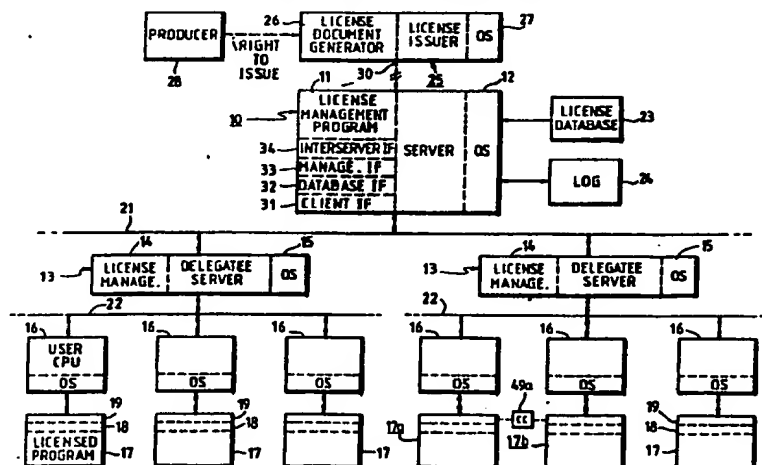 26 LICENSE DOCUMENT GENERATOR LICENSE ISSUER OS 27
PRODUCER
28
RIGHT TO ISSUE
30 25
11 12
10 LICENSE MANAGEMENT PROGRAM
34 INTERSERVER IF
33 MANAGE. IF
32 DATABASE IF
31 CLIENT IF
SERVER OS
LICENSE DATABASE 23
LOG 24
21
14 15
13 LICENSE MANAGE. DELEGATEE SERVER OS
14 15
13 LICENSE MANAGE. DELEGATEE SERVER OS
22 22
16 16 16 16 16 16
USER CPU
OS OS OS OS OS OS
19 19 49a 19
18 18 CC 18
LICENSED PROGRAM 17 17 17 17a 17b 17